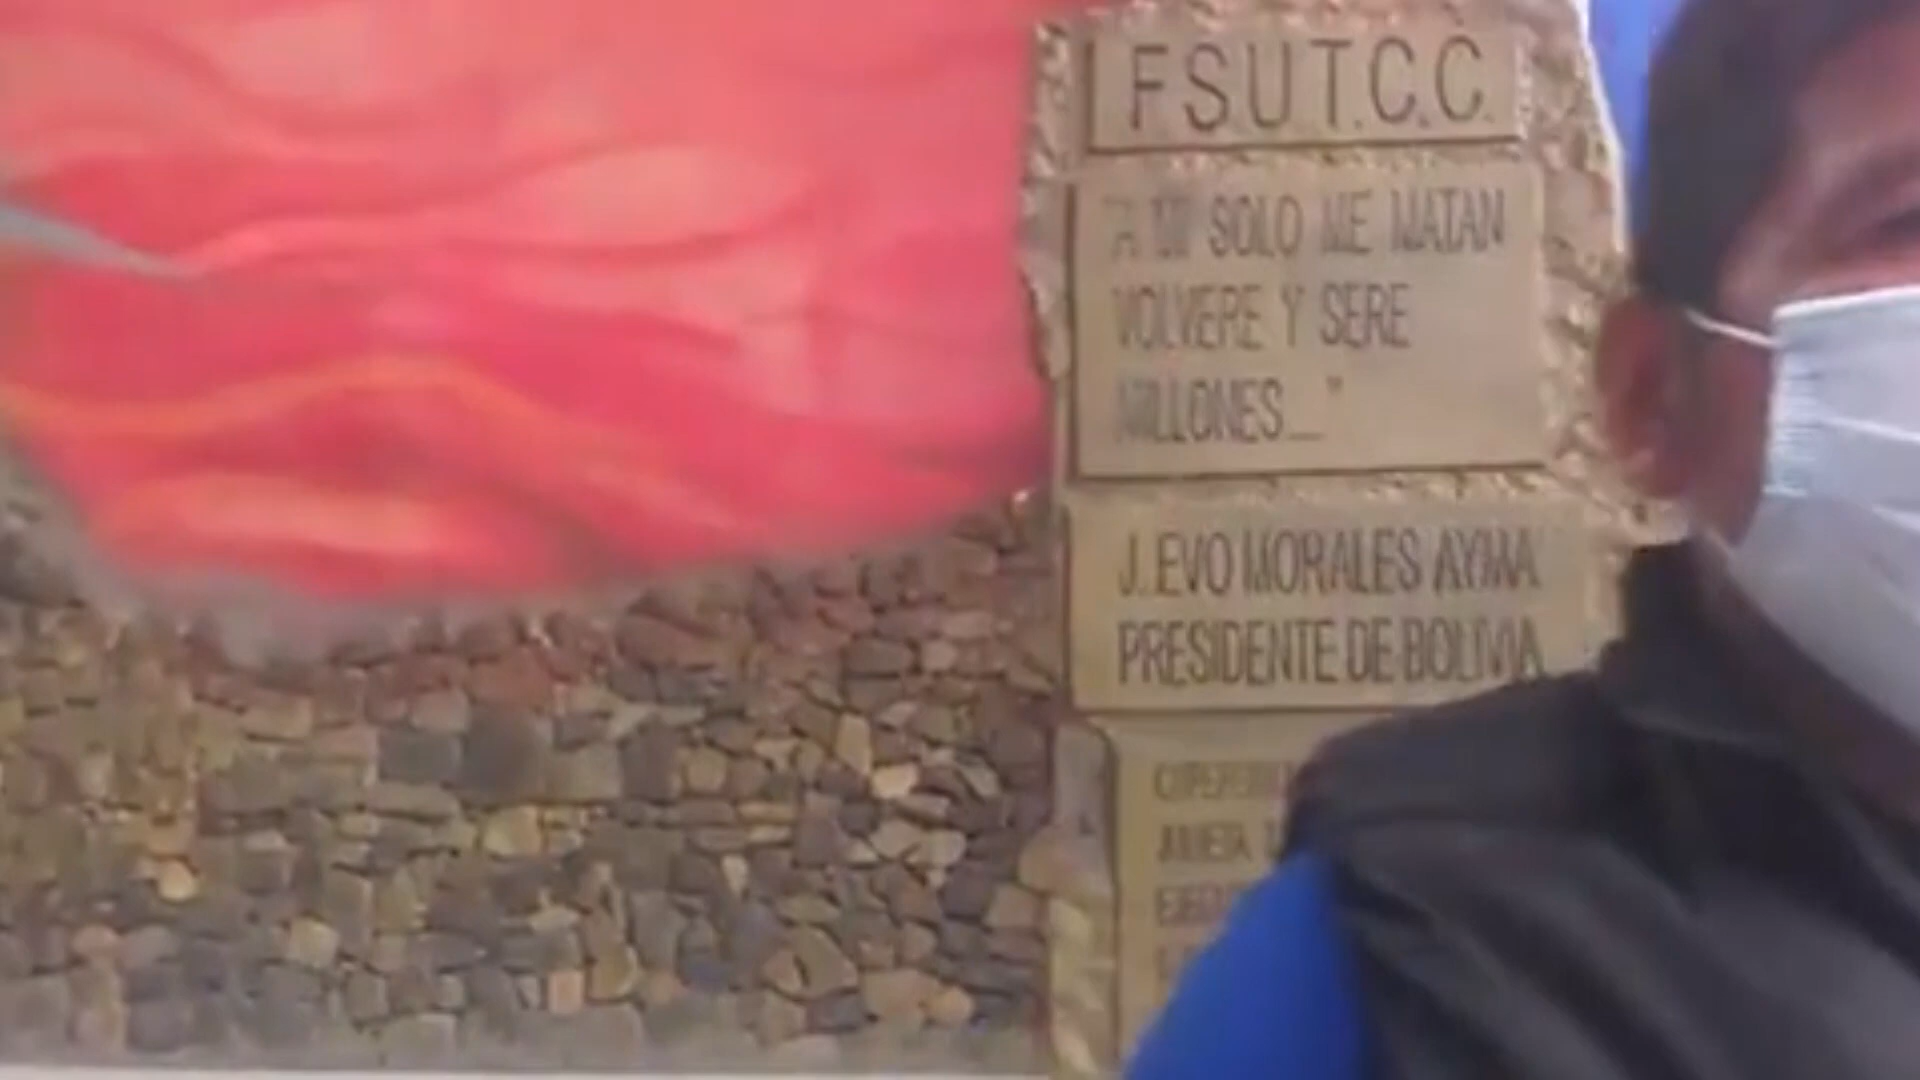 F.S.U.T.C.C.
"A MI SOLO ME MATAN
VOLVERE Y SERE
MILLONES..."
J. EVO MORALES AYMA
PRESIDENTE DE BOLIVIA